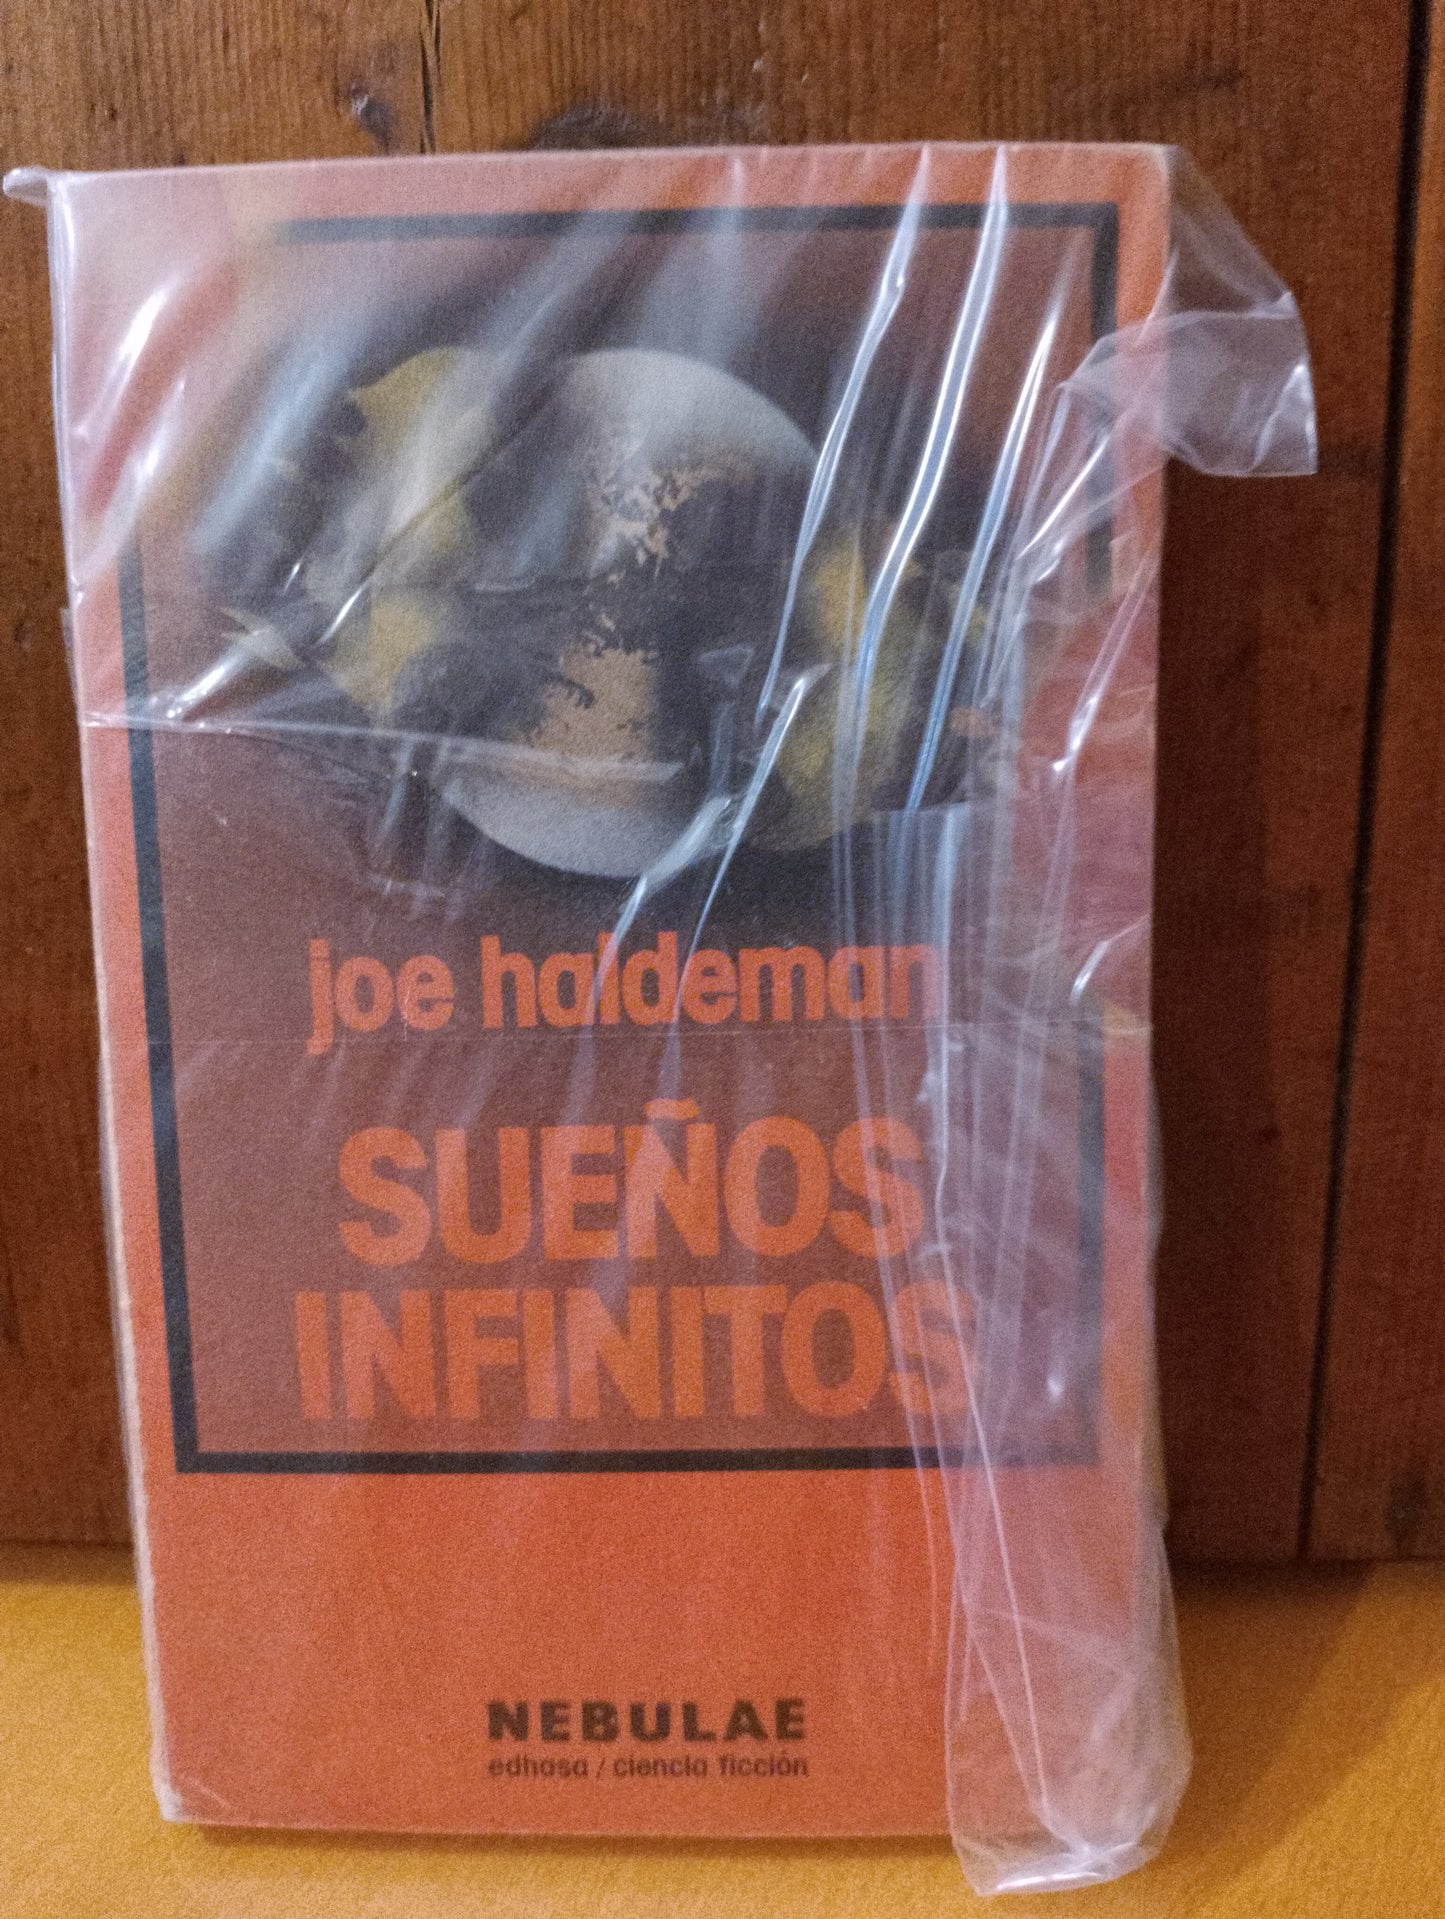 joe haldeman
SUEÑOS
INFINITOS
NEBULAE
edhasa / ciencia ficción